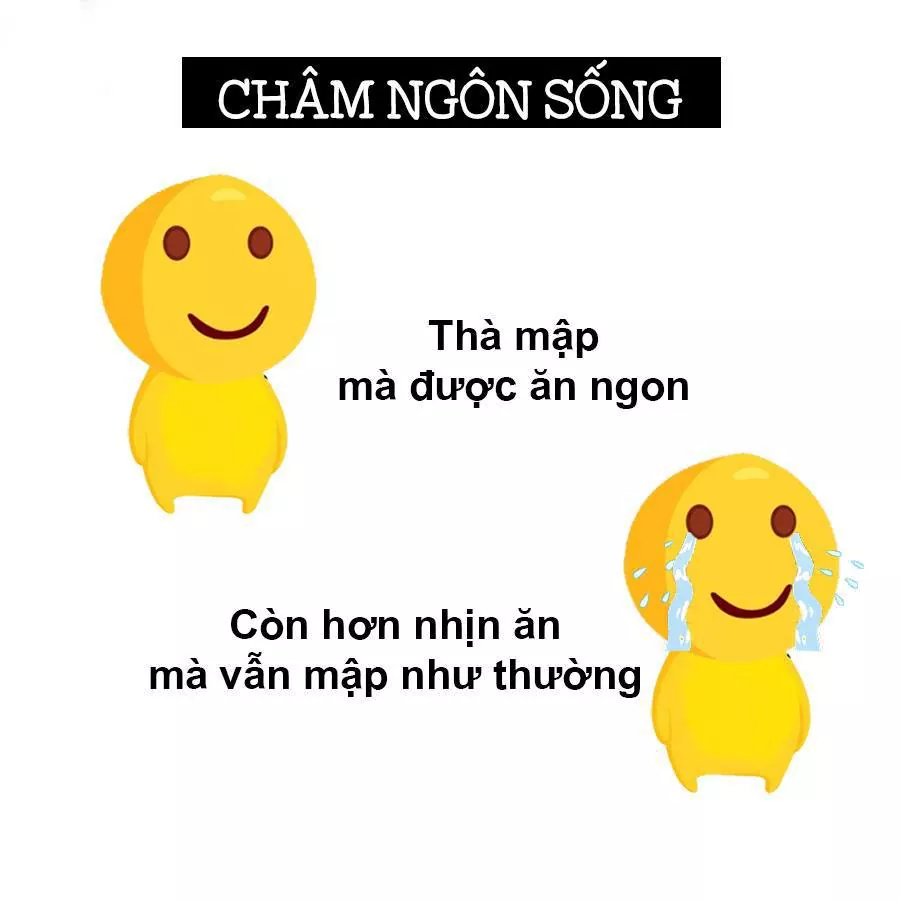 CHÂM NGÔN SỐNG
Thà mập
mà được ăn ngon
Còn hơn nhịn ăn
mà vẫn mập như thường